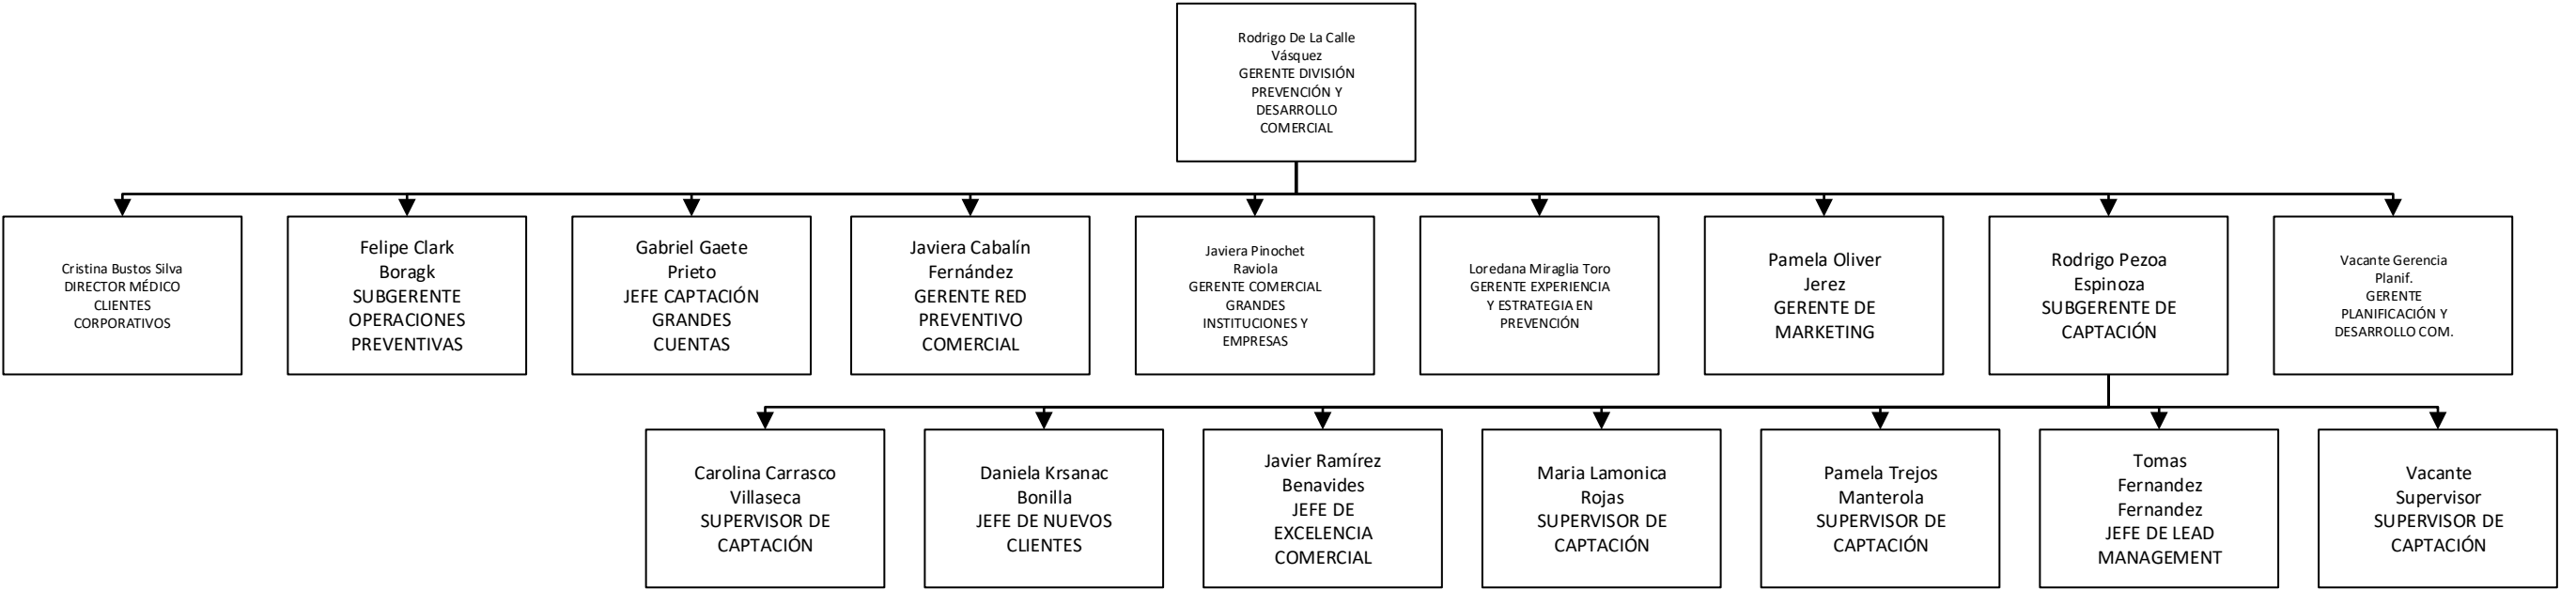 Rodrigo De La Calle
Vásquez
GERENTE DIVISIÓN
PREVENCIÓN Y
DESARROLLO
COMERCIAL
Cristina Bustos Silva
DIRECTOR MÉDICO
CLIENTES
CORPORATIVOS
Felipe Clark
Boragk
SUBGERENTE
OPERACIONES
PREVENTIVAS
Gabriel Gaete
Prieto
JEFE CAPTACIÓN
GRANDES
CUENTAS
Javiera Cabalín
Fernández
GERENTE RED
PREVENTIVO
COMERCIAL
Javiera Pinochet
Raviola
GERENTE COMERCIAL
GRANDES
INSTITUCIONES Y
EMPRESAS
Loredana Miraglia Toro
GERENTE EXPERIENCIA
Y ESTRATEGIA EN
PREVENCIÓN
Pamela Oliver
Jerez
GERENTE DE
MARKETING
Rodrigo Pezoa
Espinoza
SUBGERENTE DE
CAPTACIÓN
Vacante Gerencia
Planif.
GERENTE
PLANIFICACIÓN Y
DESARROLLO COM.
Carolina Carrasco
Villaseca
SUPERVISOR DE
CAPTACIÓN
Daniela Krsanac
Bonilla
JEFE DE NUEVOS
CLIENTES
Javier Ramírez
Benavides
JEFE DE
EXCELENCIA
COMERCIAL
Maria Lamonica
Rojas
SUPERVISOR DE
CAPTACIÓN
Pamela Trejos
Manterola
SUPERVISOR DE
CAPTACIÓN
Tomas
Fernandez
Fernandez
JEFE DE LEAD
MANAGEMENT
Vacante
Supervisor
SUPERVISOR DE
CAPTACIÓN